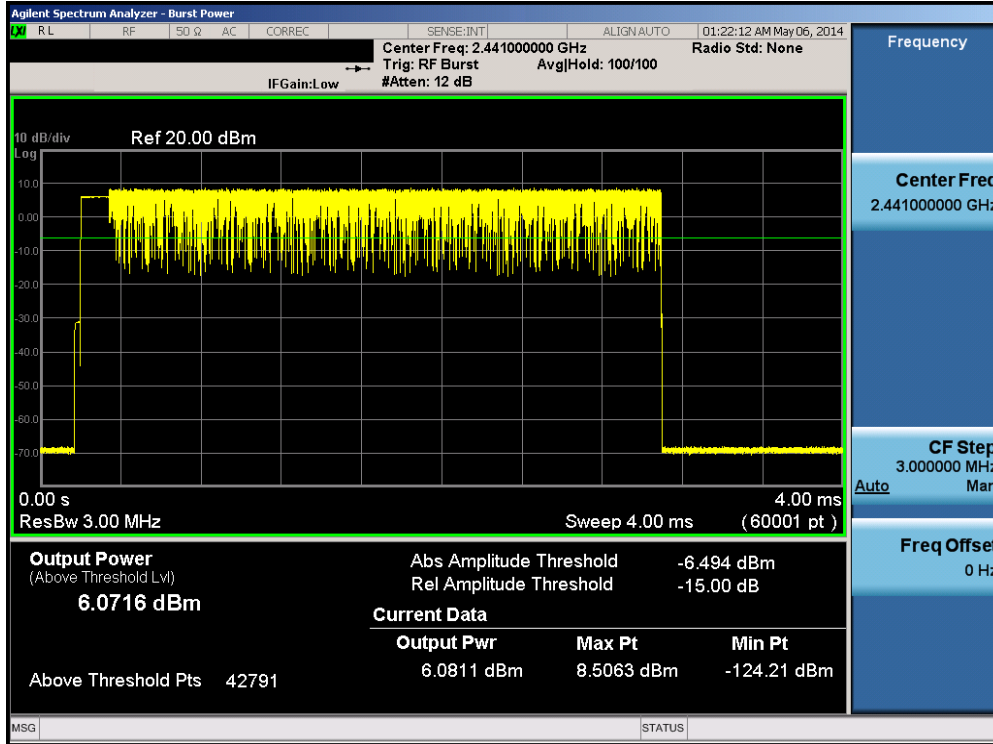 Agilent Spectrum Analyzer - Burst Power
LXI RL RF 50 Ω AC CORREC SENSE:INT ALIGN AUTO 01:22:12 AM May 06, 2014
Center Freq: 2.441000000 GHz Radio Std: None
Trig: RF Burst Avg|Hold: 100/100
IFGain:Low #Atten: 12 dB
Frequency
10 dB/div Ref 20.00 dBm
Log
10.0
0.00
-10.0
-20.0
-30.0
-40.0
-50.0
-60.0
-70.0
0.00 s 4.00 ms
ResBw 3.00 MHz Sweep 4.00 ms (60001 pt )
Center Freq
2.441000000 GHz
CF Step
3.000000 MHz
Auto Man
Freq Offset
0 Hz
Output Power
(Above Threshold Lvl)
6.0716 dBm
Above Threshold Pts 42791
Abs Amplitude Threshold -6.494 dBm
Rel Amplitude Threshold -15.00 dB
Current Data
Output Pwr Max Pt Min Pt
6.0811 dBm 8.5063 dBm -124.21 dBm
MSG STATUS